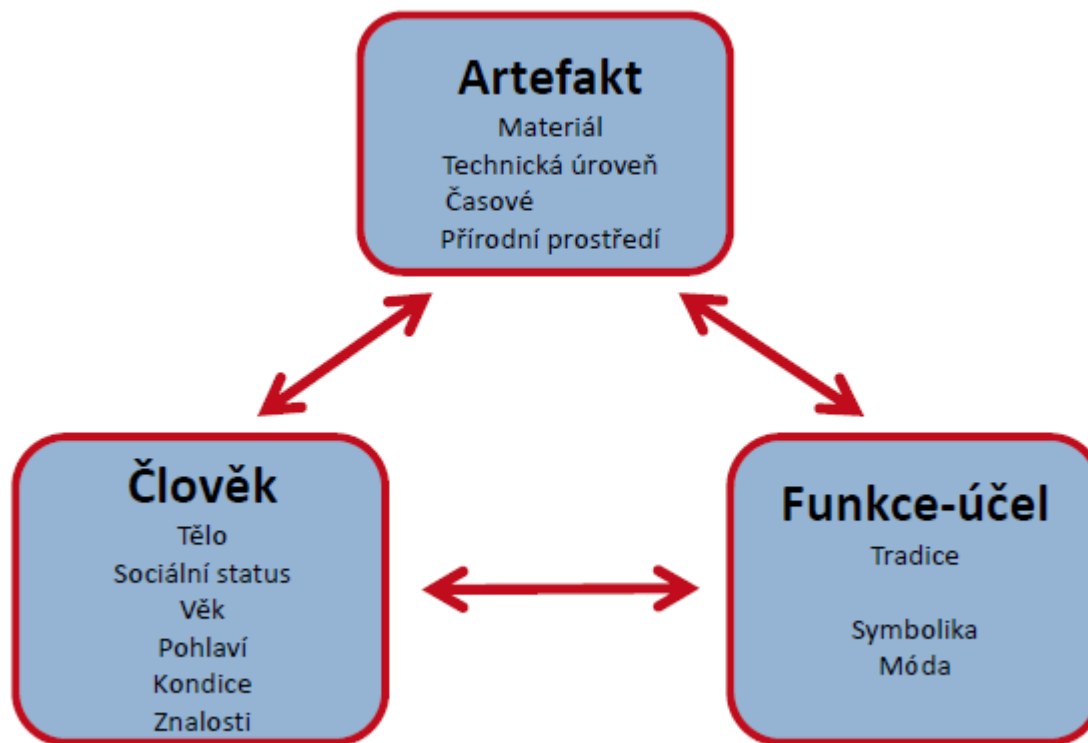 Artefakt
Materiál
Technická úroveň
Časové
Přírodní prostředí
Člověk
Tělo
Sociální status
Věk
Pohlaví
Kondice
Znalosti
Funkce-účel
Tradice
Symbolika
Móda